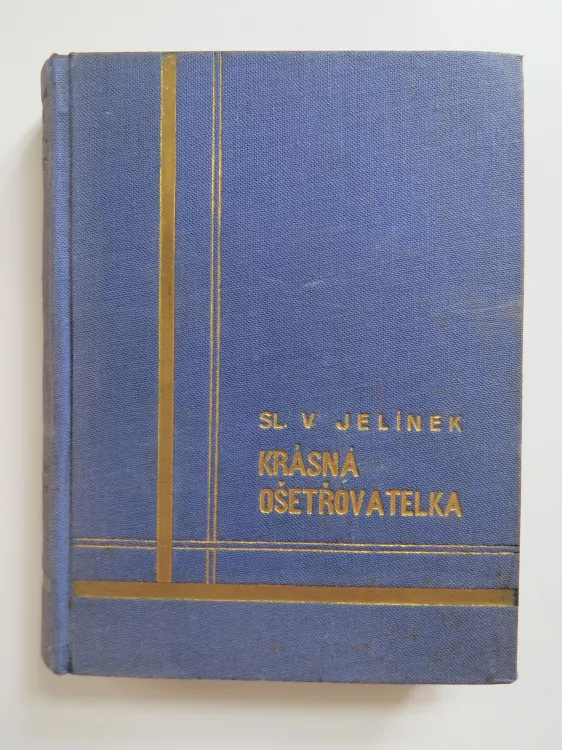 SL. V JELÍNEK
KRÁSNÁ
OŠETŘOVATELKA